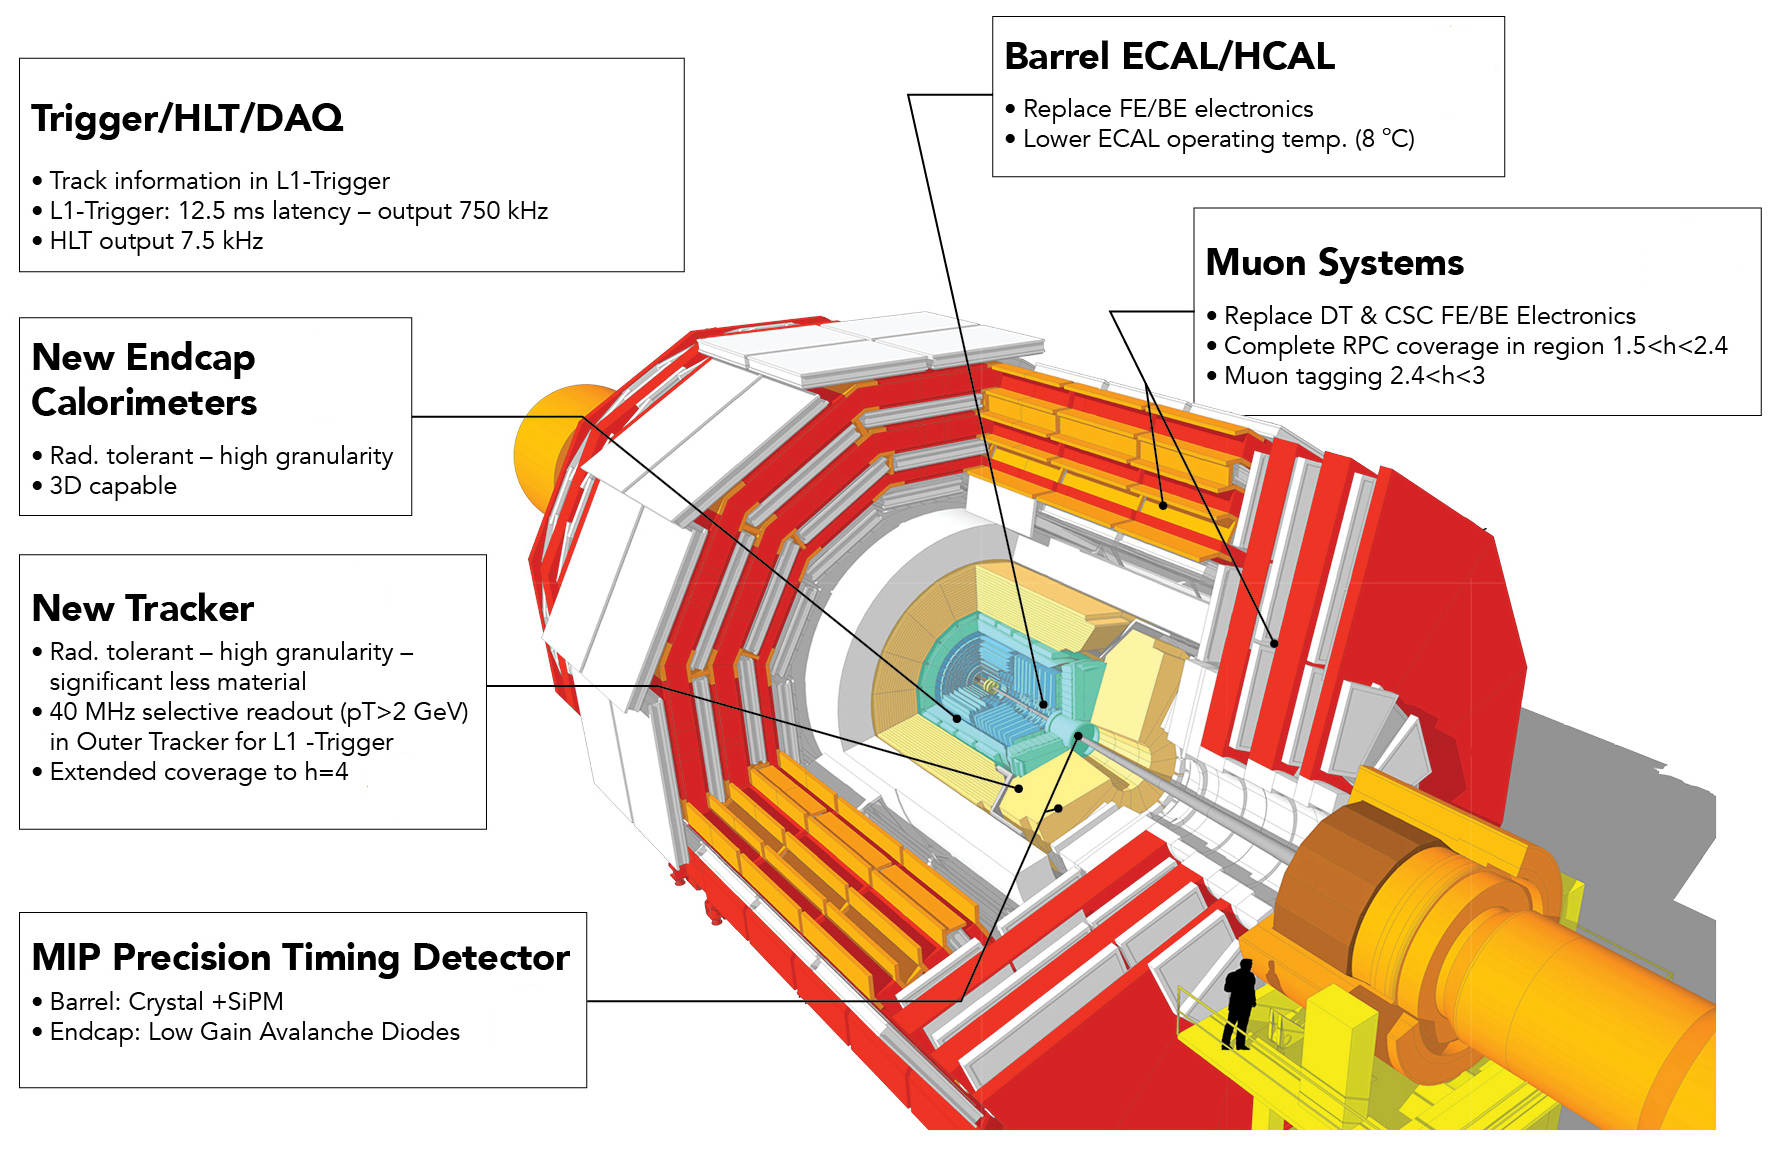 Trigger/HLT/DAQ
• Track information in L1-Trigger
• L1-Trigger: 12.5 ms latency – output 750 kHz
• HLT output 7.5 kHz
Barrel ECAL/HCAL
• Replace FE/BE electronics
• Lower ECAL operating temp. (8 ºC)
Muon Systems
• Replace DT & CSC FE/BE Electronics
• Complete RPC coverage in region 1.5<h<2.4
• Muon tagging 2.4<h<3
New Endcap
Calorimeters
• Rad. tolerant – high granularity
• 3D capable
New Tracker
• Rad. tolerant – high granularity –
significant less material
• 40 MHz selective readout (pT>2 GeV)
in Outer Tracker for L1 -Trigger
• Extended coverage to h=4
MIP Precision Timing Detector
• Barrel: Crystal +SiPM
• Endcap: Low Gain Avalanche Diodes